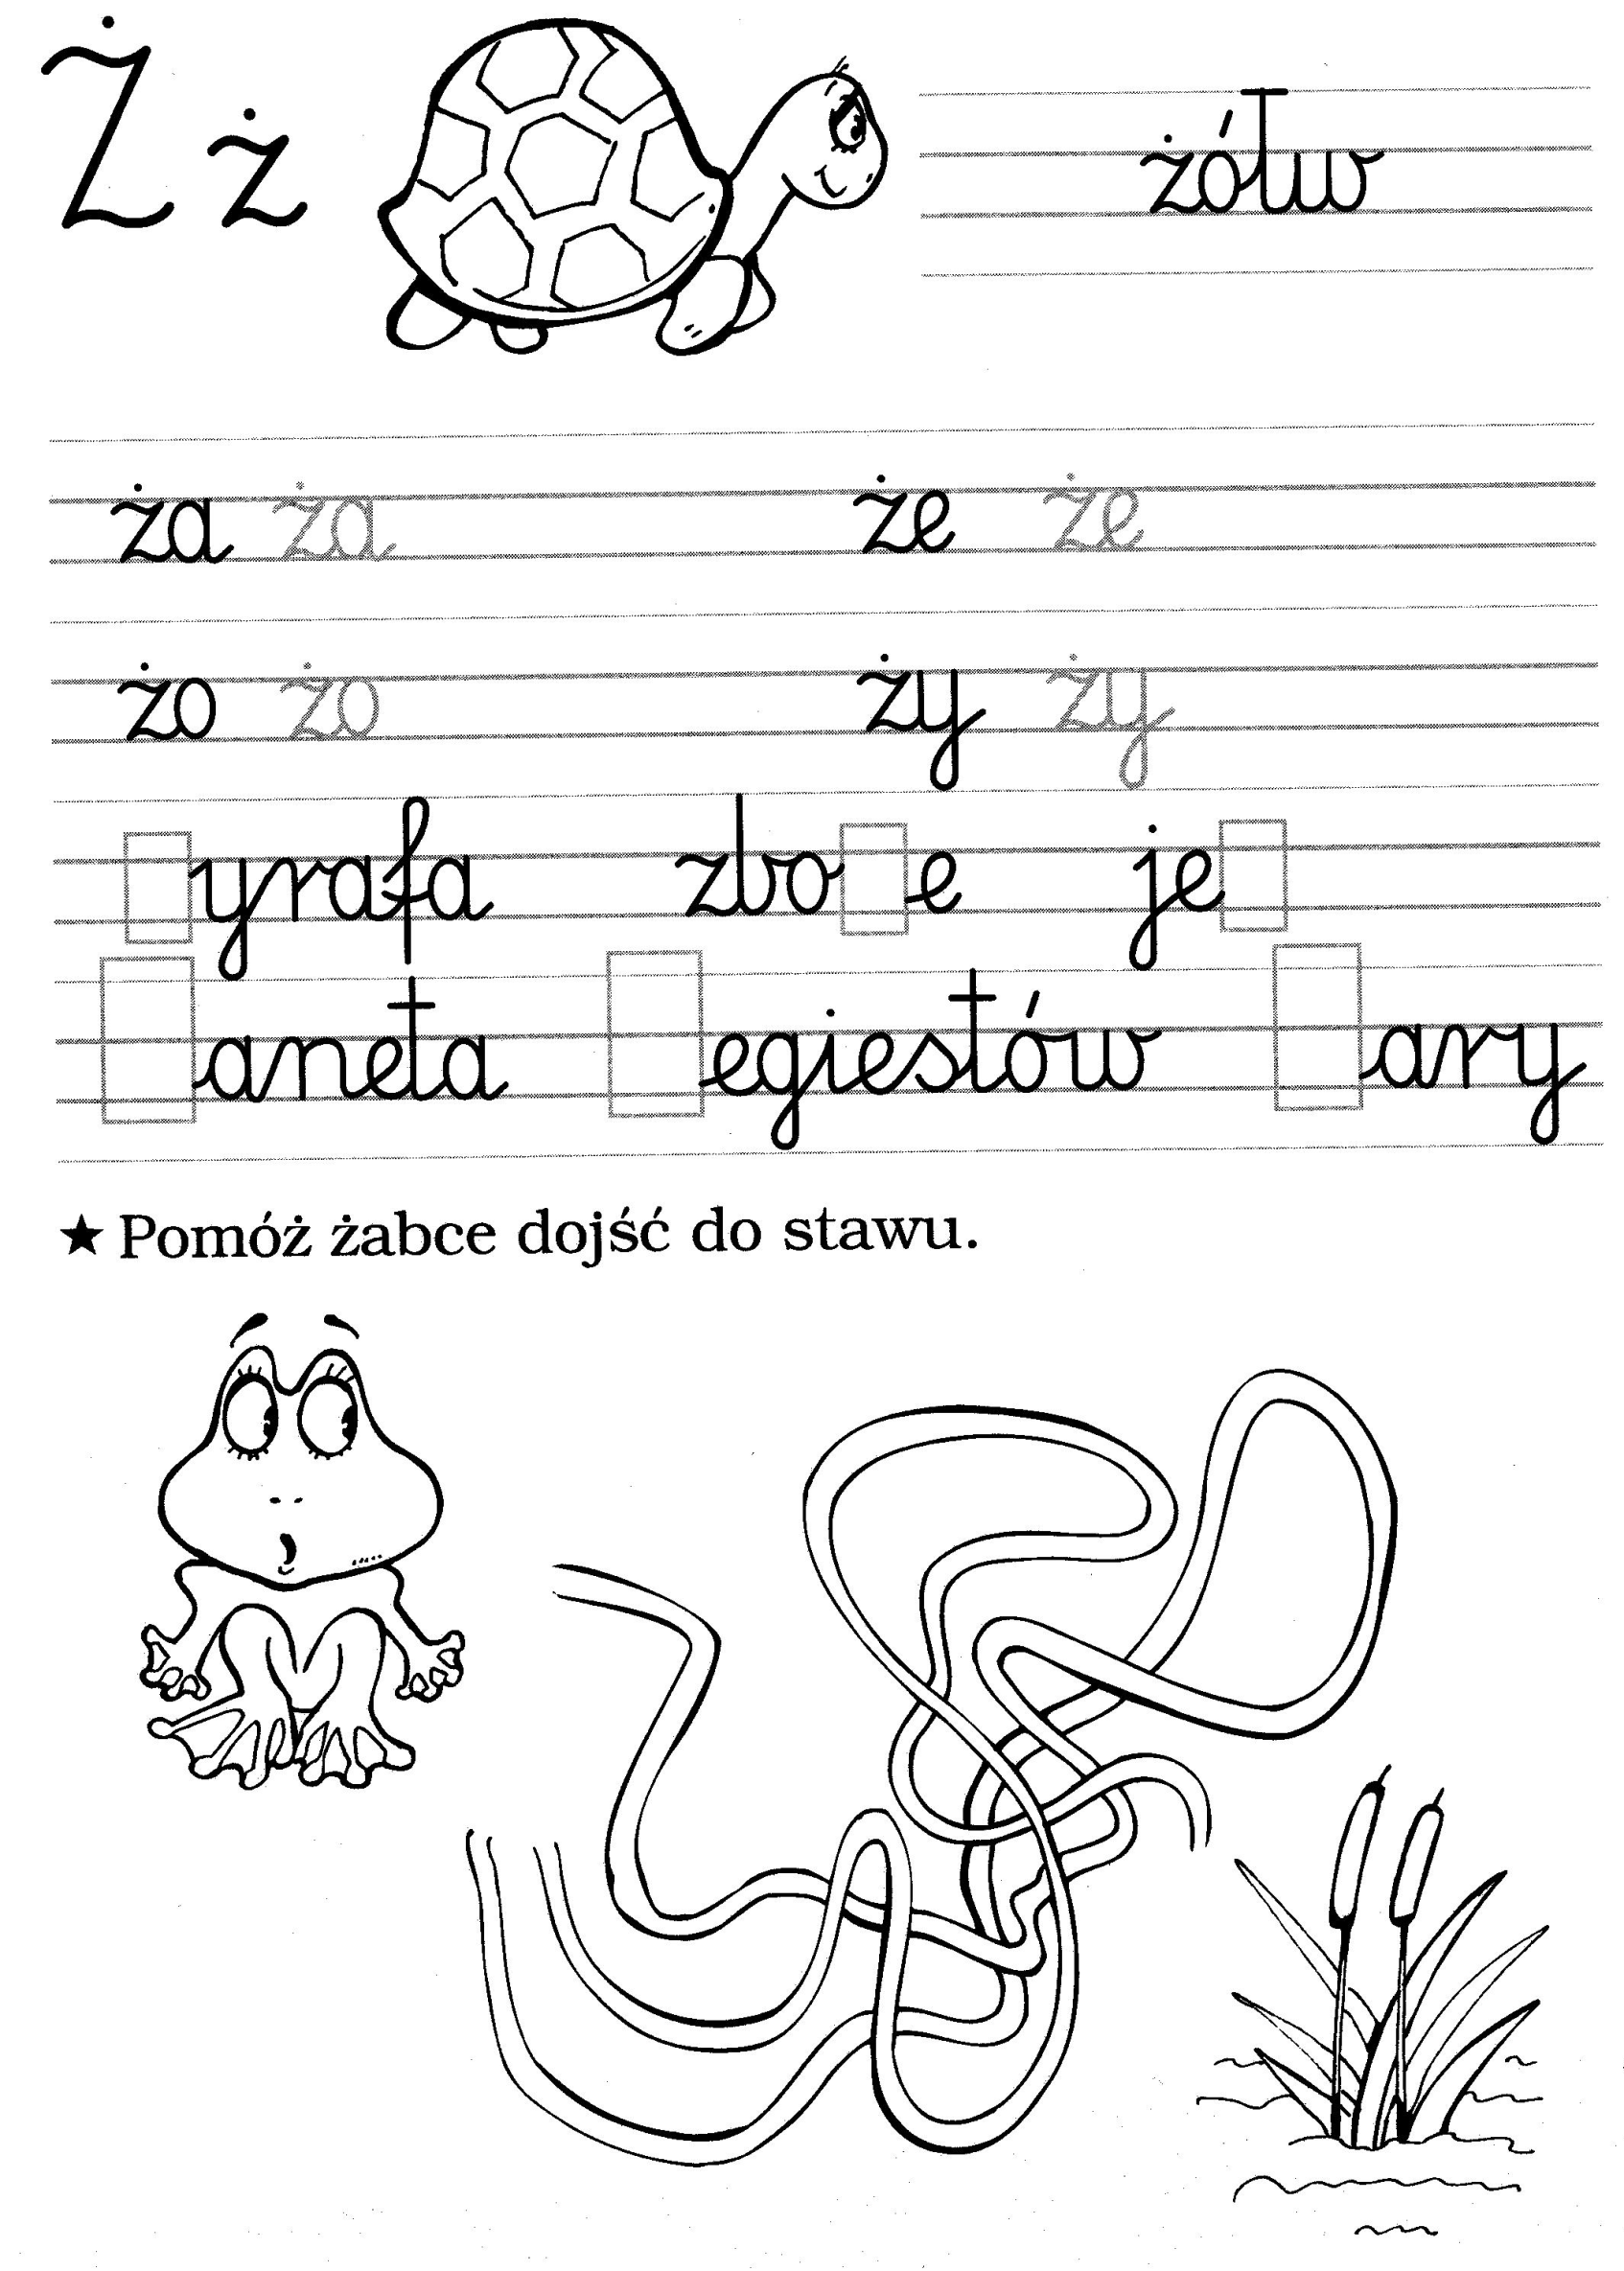 Ż ż żółw
ża ża że że
żo żo ży ży
yrafa zbo e je
aneta egiestów ary
★ Pomóż żabce dojść do stawu.